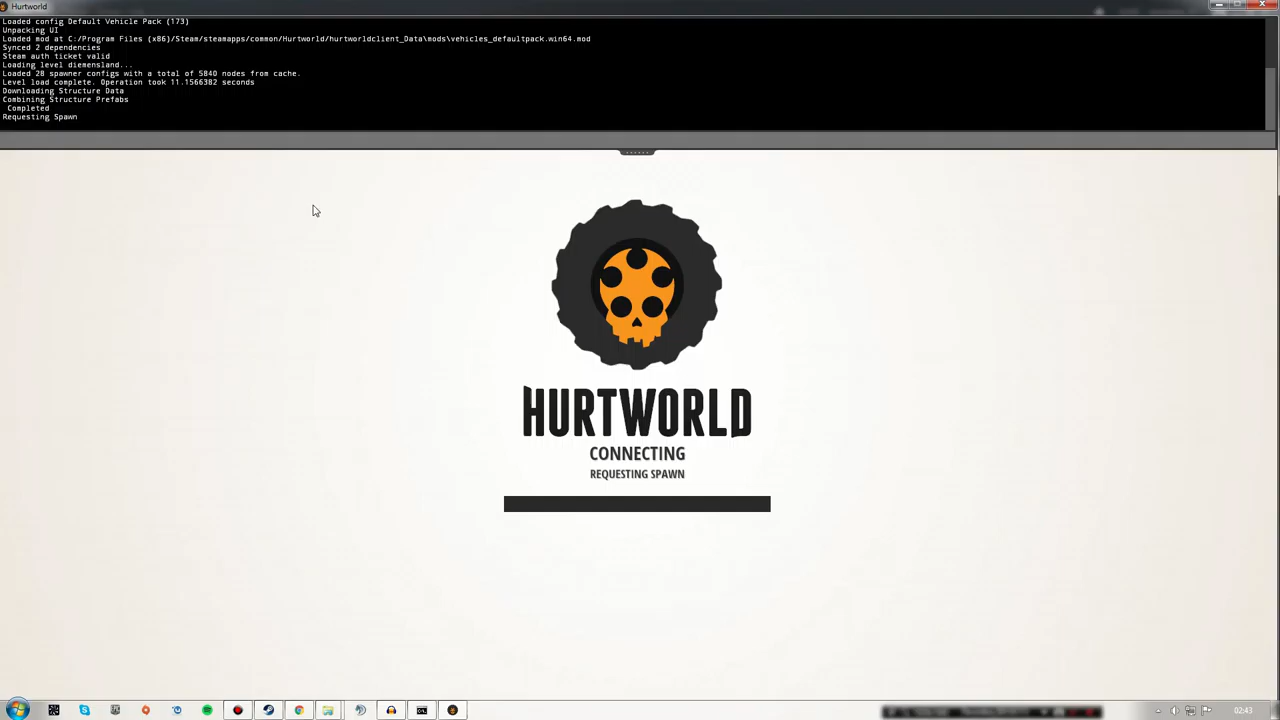 Hurtworld
Loaded config Default Vehicle Pack (173)
Unpacking UI
Loaded mod at C:/Program Files (x86)/Steam/steamapps/common/Hurtworld/hurtworldclient_Data\mods\vehicles_defaultpack.win64.mod
Synced 2 dependencies
Steam auth ticket valid
Loading level diemensland...
Loaded 28 spawner configs with a total of 5840 nodes from cache.
Level load complete. Operation took 11.1566382 seconds
Downloading Structure Data
Combining Structure Prefabs
Completed
Requesting Spawn
HURTWORLD
CONNECTING
REQUESTING SPAWN
02:43